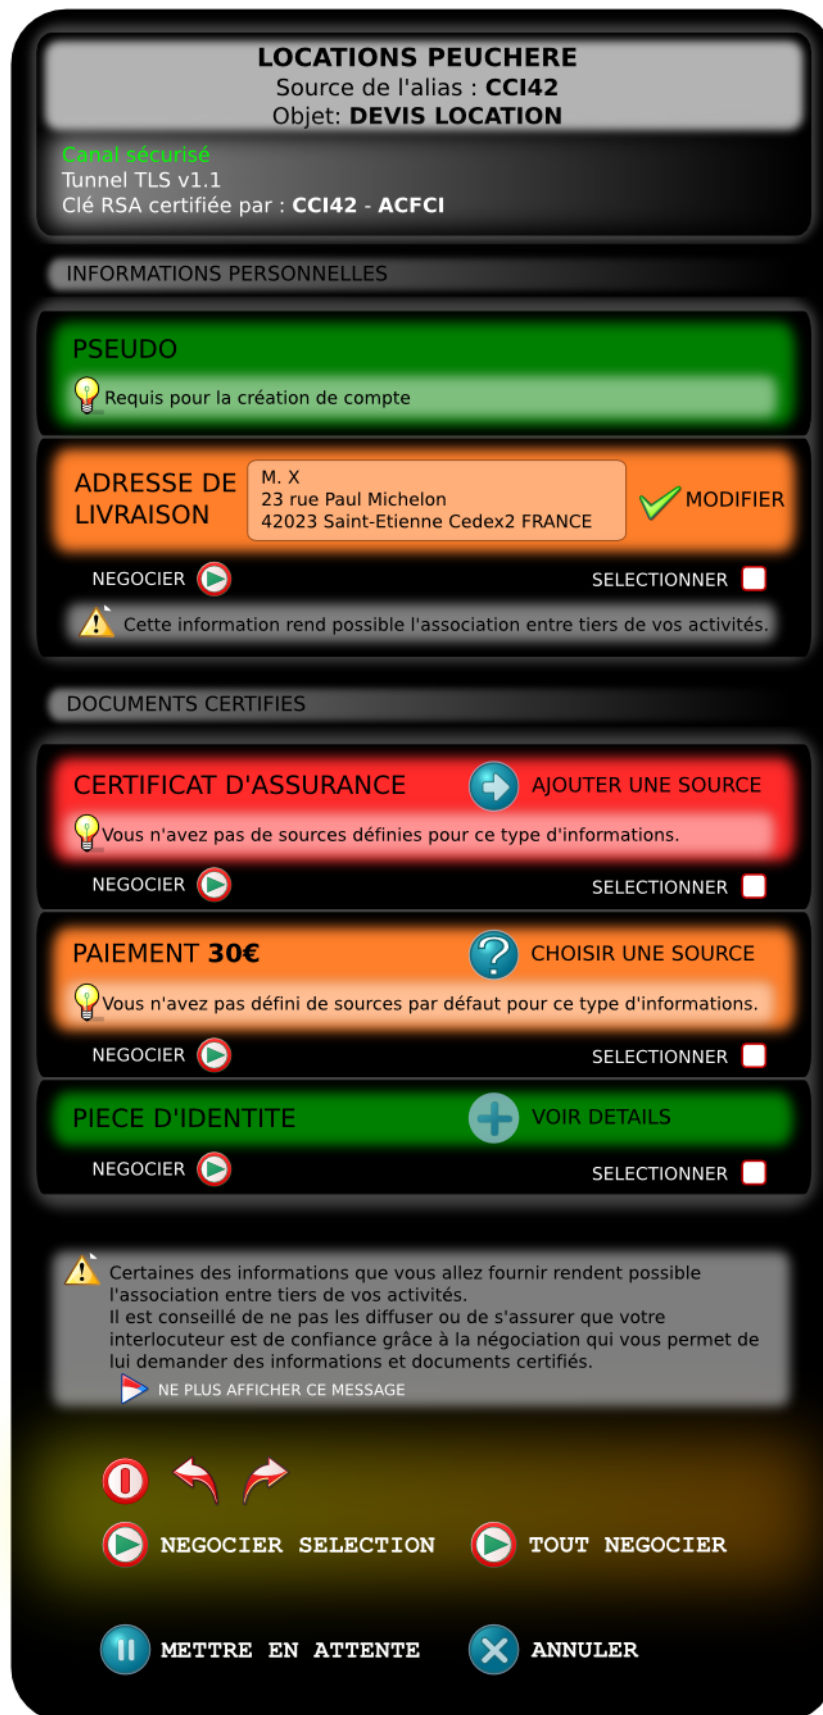 LOCATIONS PEUCHERE
Source de l'alias : CCI42
Objet: DEVIS LOCATION
Canal sécurisé
Tunnel TLS v1.1
Clé RSA certifiée par : CCI42 - ACFCI
INFORMATIONS PERSONNELLES
PSEUDO
Requis pour la création de compte
ADRESSE DE
LIVRAISON
M. X
23 rue Paul Michelon
42023 Saint-Etienne Cedex2 FRANCE
MODIFIER
NEGOCIER
SELECTIONNER
Cette information rend possible l'association entre tiers de vos activités.
DOCUMENTS CERTIFIES
CERTIFICAT D'ASSURANCE
AJOUTER UNE SOURCE
Vous n'avez pas de sources définies pour ce type d'informations.
NEGOCIER
SELECTIONNER
PAIEMENT 30€
CHOISIR UNE SOURCE
Vous n'avez pas défini de sources par défaut pour ce type d'informations.
NEGOCIER
SELECTIONNER
PIECE D'IDENTITE
VOIR DETAILS
NEGOCIER
SELECTIONNER
Certaines des informations que vous allez fournir rendent possible
l'association entre tiers de vos activités.
Il est conseillé de ne pas les diffuser ou de s'assurer que votre
interlocuteur est de confiance grâce à la négociation qui vous permet de
lui demander des informations et documents certifiés.
NE PLUS AFFICHER CE MESSAGE
NEGOCIER SELECTION
TOUT NEGOCIER
METTRE EN ATTENTE
ANNULER